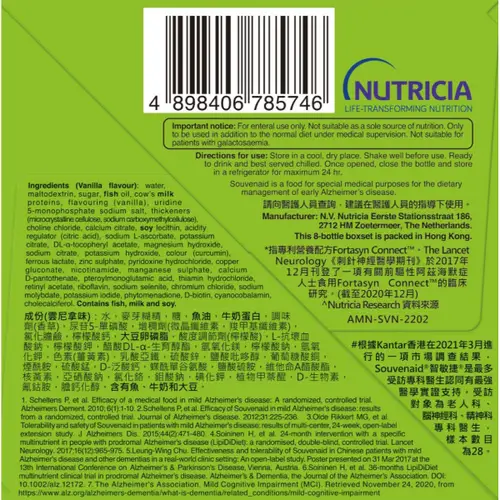 4 898406 785746
NUTRICIA
LIFE-TRANSFORMING NUTRITION
Important notice: For enteral use only. Not suitable as a sole source of nutrition. Only
to be used in addition to the normal diet under medical supervision. Not suitable for
patients with galactosaemia.
Directions for use: Store in a cool, dry place. Shake well before use. Ready
to drink and best served chilled. Once opened, close the bottle and store
in a refrigerator for maximum 24 hr.
Souvenaid is a food for special medical purposes for the dietary
management of early Alzheimer's disease.
請向醫護人員查詢，建議在醫護人員的指導下使用。
Manufacturer: N.V. Nutricia Eerste Stationsstraat 186,
2712 HM Zoetermeer, The Netherlands.
This 8-bottle boxset is packed in Hong Kong.
*指專利營養配方Fortasyn Connect™。The Lancet
Neurology《刺針神經醫學期刊》於2017年
12月刊登了一項有關前驅性阿茲海默症
人士食用Fortasyn Connect™的臨床
研究。(截至2020年12月)
^Nutricia Research 資料來源
AMN-SVN-2202
#根據Kantar香港在2021年3月進
行的一項市場調查結果，
Souvenaid®智敏捷®是最多
受訪專科醫生認同有最強
醫學實證支持，受訪
對象為老人科、
腦神經科、精神科
專科醫生，
樣本數目
為28。
Ingredients (Vanilla flavour): water,
maltodextrin, sugar, fish oil, cow's milk
proteins, flavouring (vanilla), uridine
5-monophosphate sodium salt, thickeners
(microcrystalline cellulose, sodium carboxymethylcellulose),
choline chloride, calcium citrate, soy lecithin, acidity
regulator (citric acid), sodium L-ascorbate, potassium
citrate, DL-α-tocopheryl acetate, magnesium hydroxide,
sodium citrate, potassium hydroxide, colour (curcumin),
ferrous lactate, zinc sulphate, pyridoxine hydrochloride, copper
gluconate, nicotinamide, manganese sulphate, calcium
D-pantothenate, pteroylmonoglutamic acid, thiamin hydrochloride,
retinyl acetate, riboflavin, sodium selenite, chromium chloride, sodium
molybdate, potassium iodide, phytomenadione, D-biotin, cyanocobalamin,
cholecalciferol. Contains fish, milk and soy.
成份(雲尼拿味)：水，麥芽糊精，糖，魚油，牛奶蛋白，調味
劑(香草)，尿苷5-單磷酸，增稠劑(微晶纖維素，羧甲基纖維素)，
氯化膽鹼，檸檬酸鈣，大豆卵磷脂，酸度調節劑(檸檬酸)，L-抗壞血
酸鈉，檸檬酸鉀，醋酸DL-α-生育酚酯，氫氧化鎂，檸檬酸鈉，氫氧
化鉀，色素(薑黃素)，乳酸亞鐵，硫酸鋅，鹽酸吡哆醇，葡萄糖酸銅，
煙酰胺，硫酸錳，D-泛酸鈣，蝶酰單谷氨酸，鹽酸硫胺，維他命A醋酸酯，
核黃素，亞硒酸鈉，氯化鉻，鉬酸鈉，碘化鉀，植物甲萘醌，D-生物素，
氰鈷胺，膽鈣化醇。含有魚，牛奶和大豆。
1. Scheltens P, et al. Efficacy of a medical food in mild Alzheimer's disease: A randomized, controlled trial.
Alzheimers Dement. 2010; 6(1):1-10. 2.Scheltens P, et al.Efficacy of Souvenaid in mild Alzheimer's disease: results
from a randomized, controlled trial. Journal of Alzheimers Disease. 2012;31:225-236. 3.Olde Rikkert MG, et al.
Tolerability and safety of Souvenaid in patients with mild Alzheimer's disease: results of multi-center, 24-week, open-label
extension study. J Alzheimers Dis. 2015;44(2):471-480. 4.Soininen H, et al. 24-month intervention with a specific
multinutrient in people with prodromal Alzheimer's disease (LipiDiDiet): a randomised, double-blind, controlled trial. Lancet
Neurology. 2017;16(12):965-975. 5.Leung-Wing Chu. Effectiveness and tolerability of Souvenaid in Chinese patients with mild
Alzheimer's disease and other dementias in a real-world clinic setting: An open-label study. Poster presented on 31 Mar 2017 at the
13th International Conference on Alzheimer's & Parkinson's Disease, Vienna, Austria. 6.Soininen H, et al. 36-months LipiDiDiet
multinutrient clinical trial in prodromal Alzheimer's disease. Alzheimer's & Dementia, the Journal of the Alzheimer's Association. DOI:
10.1002/alz.12172. 7. The Alzheimer's Association. Mild Cognitive Impairment (MCI). Retrieved November 24, 2020, from
https://www.alz.org/alzheimers-dementia/what-is-dementia/related_conditions/mild-cognitive-impairment.